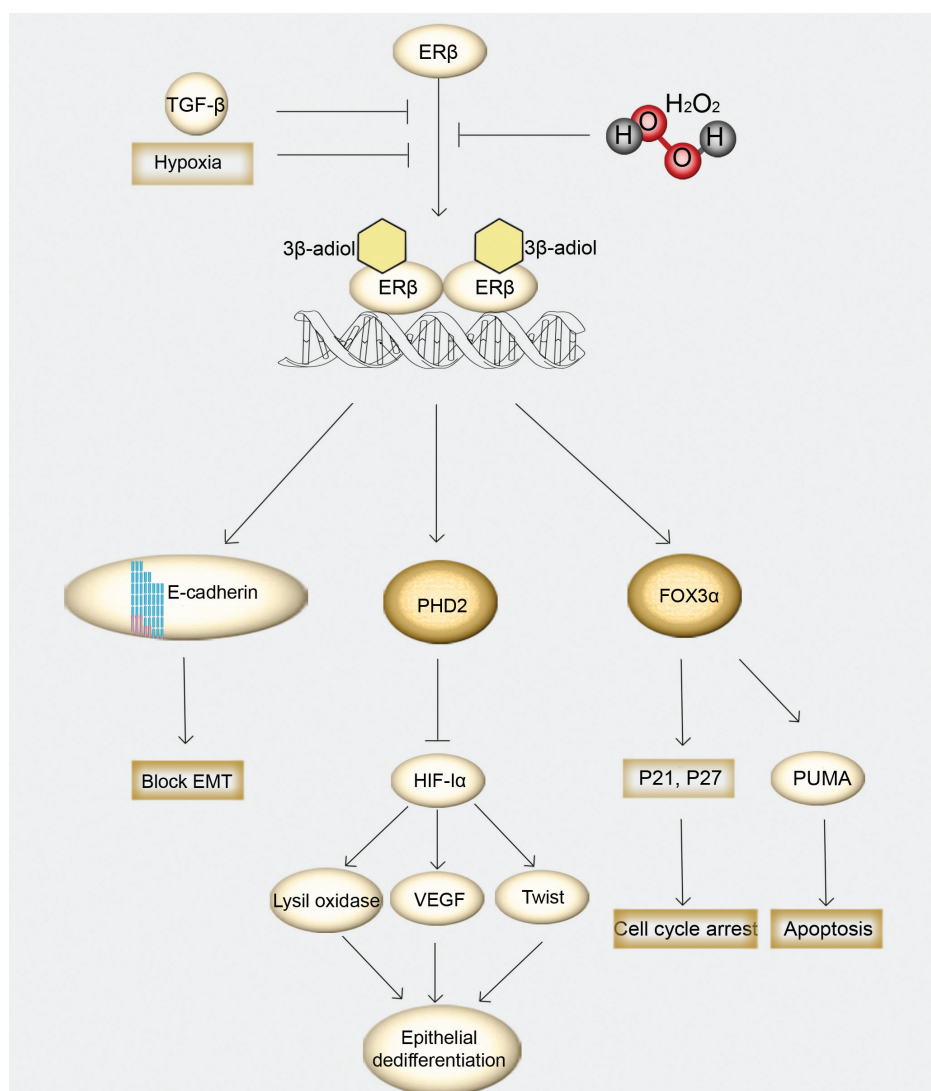 ERβ
TGF-β
H₂O₂
H
O
O
H
Hypoxia
3β-adiol
3β-adiol
ERβ
ERβ
E-cadherin
PHD2
FOX3α
Block EMT
HIF-Iα
P21, P27
PUMA
Lysil oxidase
VEGF
Twist
Cell cycle arrest
Apoptosis
Epithelial
dedifferentiation